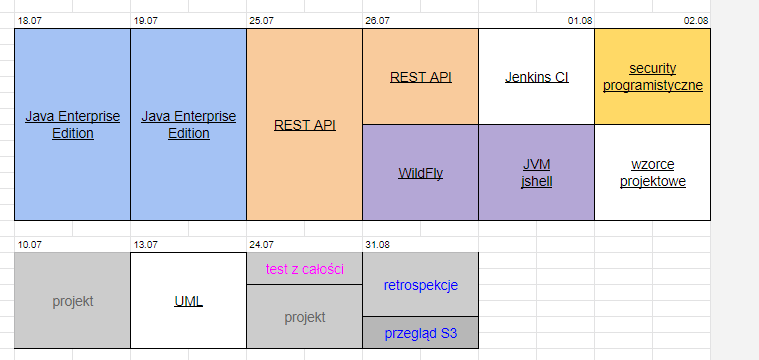 18.07 19.07 25.07 26.07 01.08 02.08
Java Enterprise
Edition
Java Enterprise
Edition
REST API
REST API
WildFly
Jenkins CI
JVM
jshell
security
programistyczne
wzorce
projektowe
10.07 13.07 24.07 31.08
projekt
UML
test z całości
projekt
retrospekcje
przegląd S3